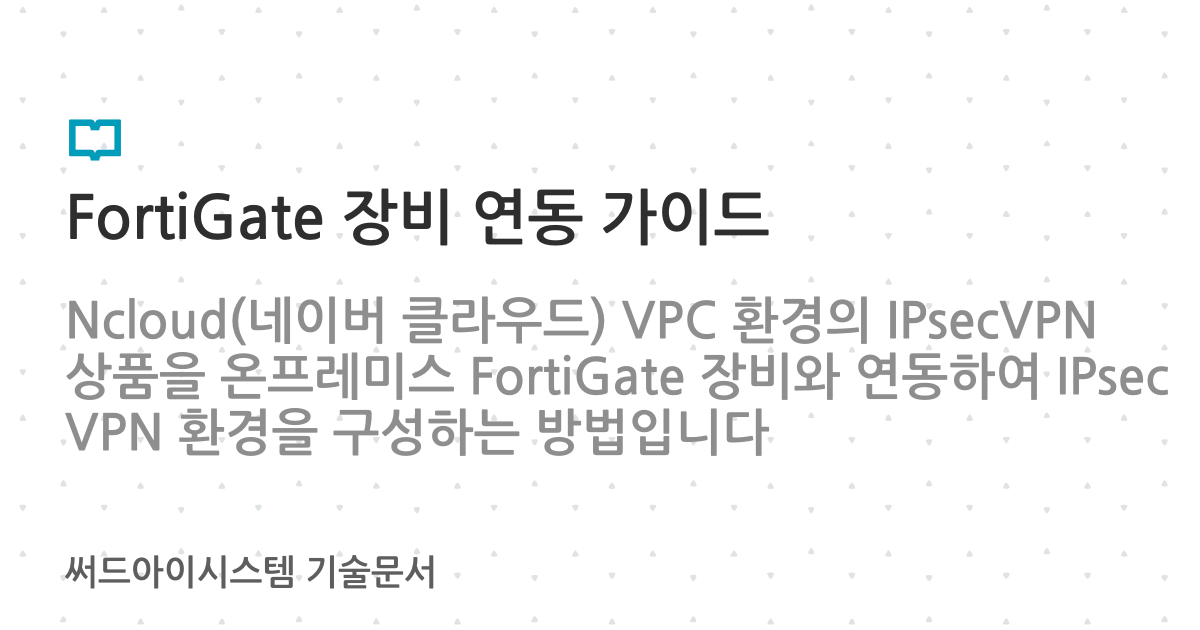 FortiGate 장비 연동 가이드
Ncloud(네이버 클라우드) VPC 환경의 IPsecVPN
상품을 온프레미스 FortiGate 장비와 연동하여 IPsec
VPN 환경을 구성하는 방법입니다
써드아이시스템 기술문서